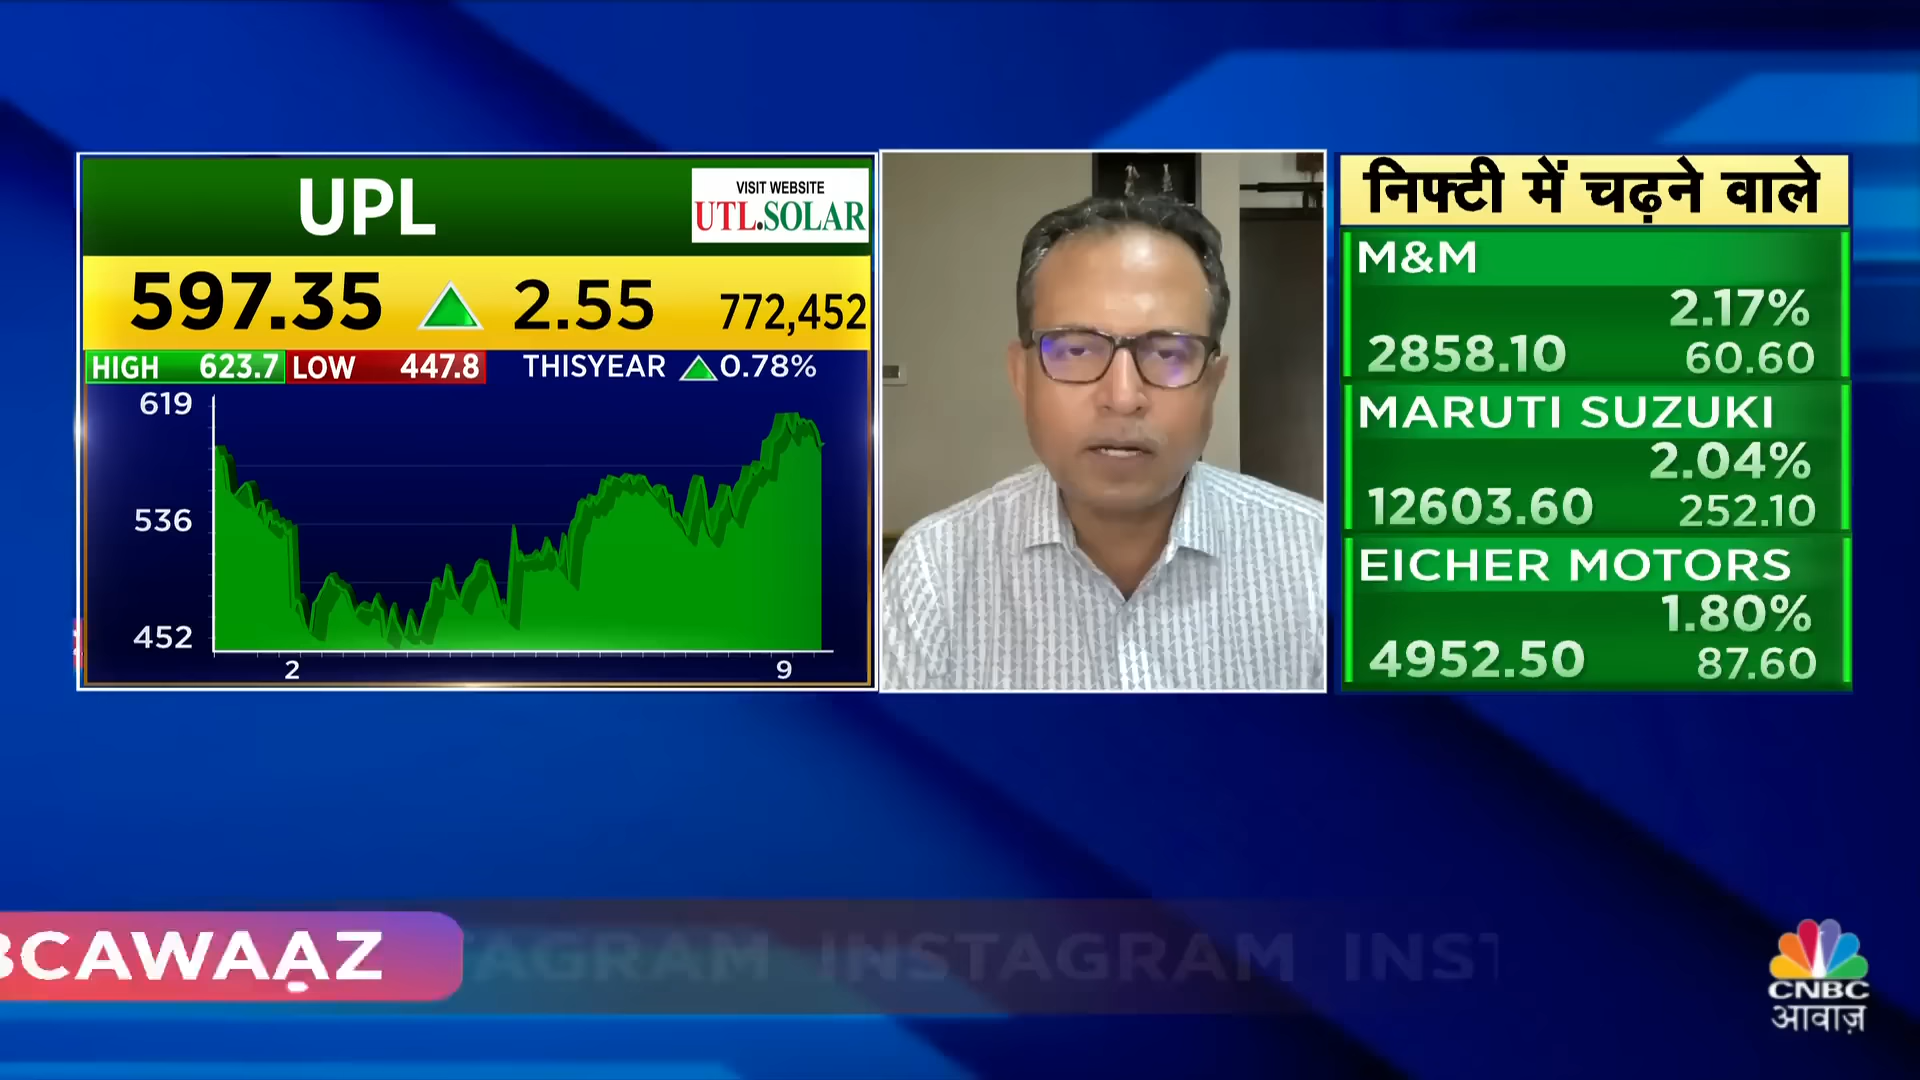 UPL
VISIT WEBSITE
UTL.SOLAR
597.35 2.55 772,452
HIGH 623.7 LOW 447.8 THISYEAR 0.78%
619
536
452
2 9
निफ्टी में चढ़ने वाले
M&M
2.17%
2858.10 60.60
MARUTI SUZUKI
2.04%
12603.60 252.10
EICHER MOTORS
1.80%
4952.50 87.60
BCAWAAZ
TAGRAM INSTAGRAM INST
CNBC
आवाज़